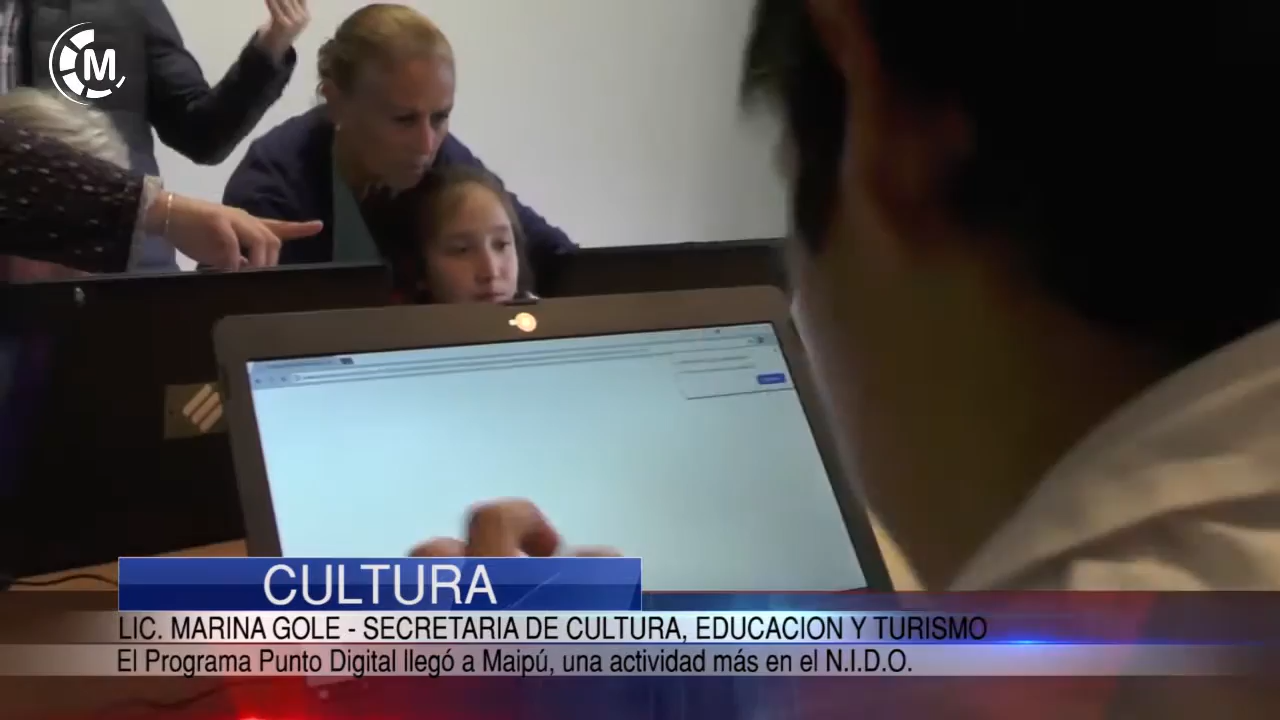 M
CULTURA
LIC. MARINA GOLE - SECRETARIA DE CULTURA, EDUCACION Y TURISMO
El Programa Punto Digital llegó a Maipú, una actividad más en el N.I.D.O.